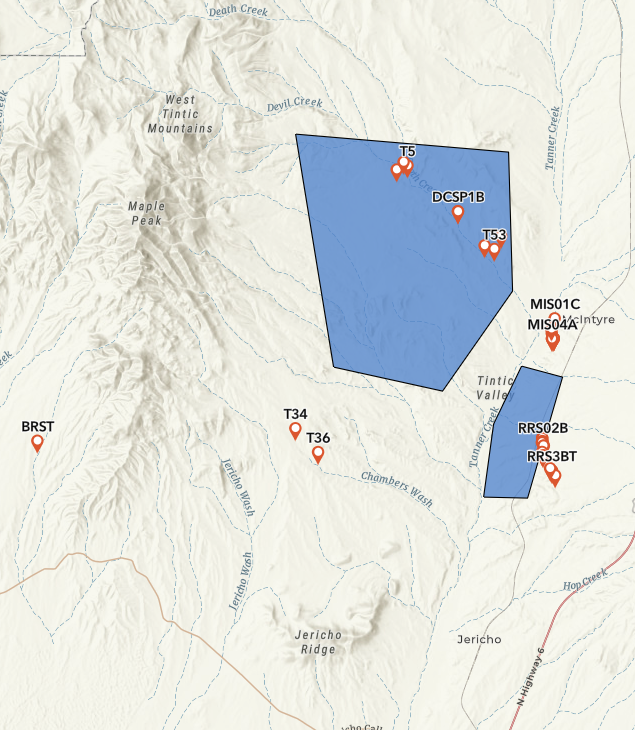 Death Creek
West
Tintic
Mountains
Devil Creek
Tanner Creek
T5
Maple
Peak
DCSP1B
T53
MIS01C
McIntyre
MIS04A
Tintic
Valley
Tanner Creek
T34
T36
BRST
RRS02B
RRS3BT
Jericho Wash
Chambers Wash
Jericho Wash
Hop Creek
Jericho
Ridge
Jericho
N Highway 6